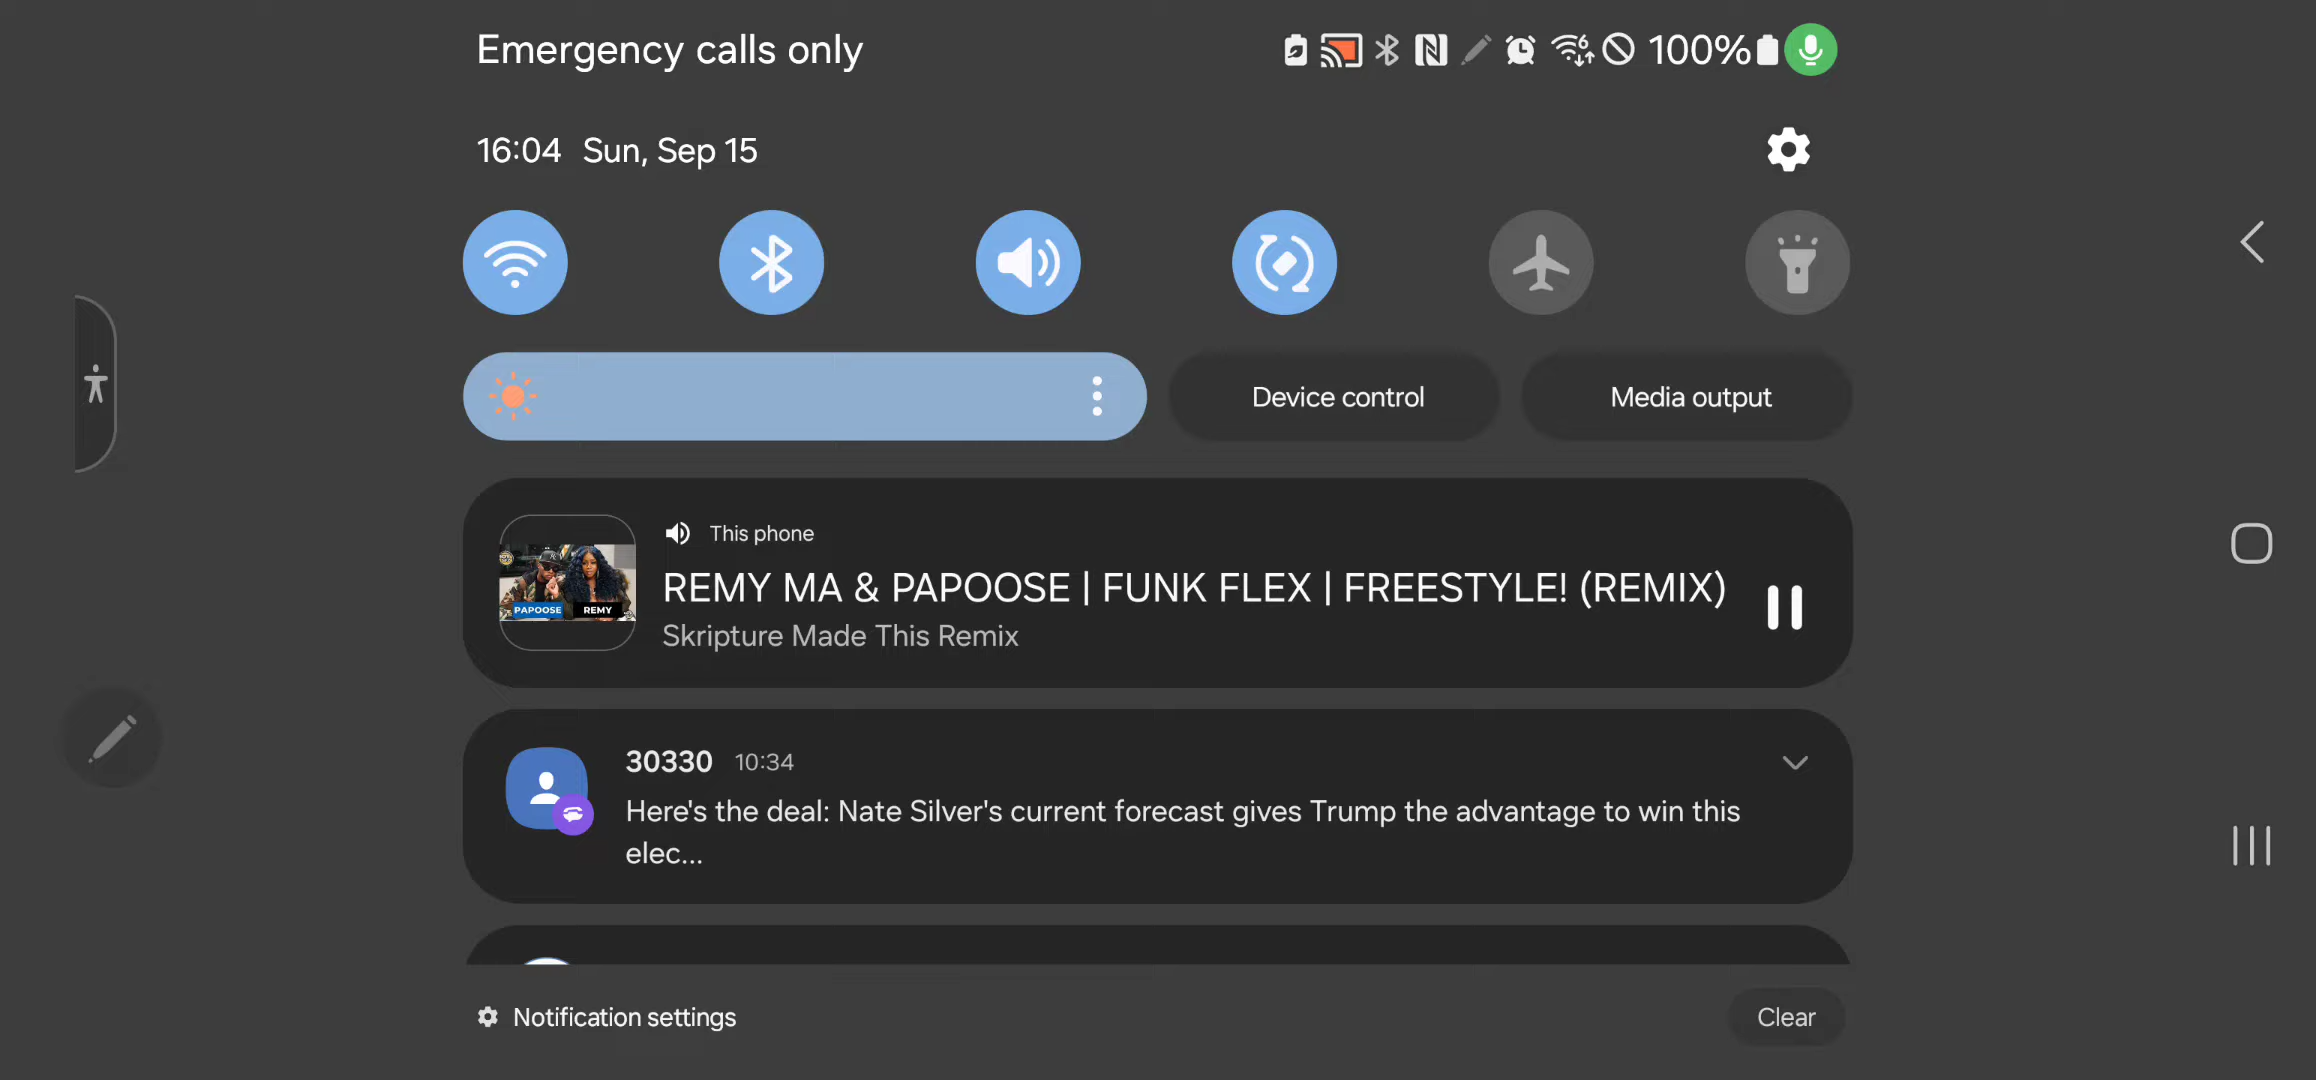 Emergency calls only
100%
16:04 Sun, Sep 15
Device control
Media output
This phone
REMY MA & PAPOOSE | FUNK FLEX | FREESTYLE! (REMIX)
Skripture Made This Remix
PAPOOSE REMY
30330 10:34
Here's the deal: Nate Silver's current forecast gives Trump the advantage to win this
elec...
Notification settings
Clear